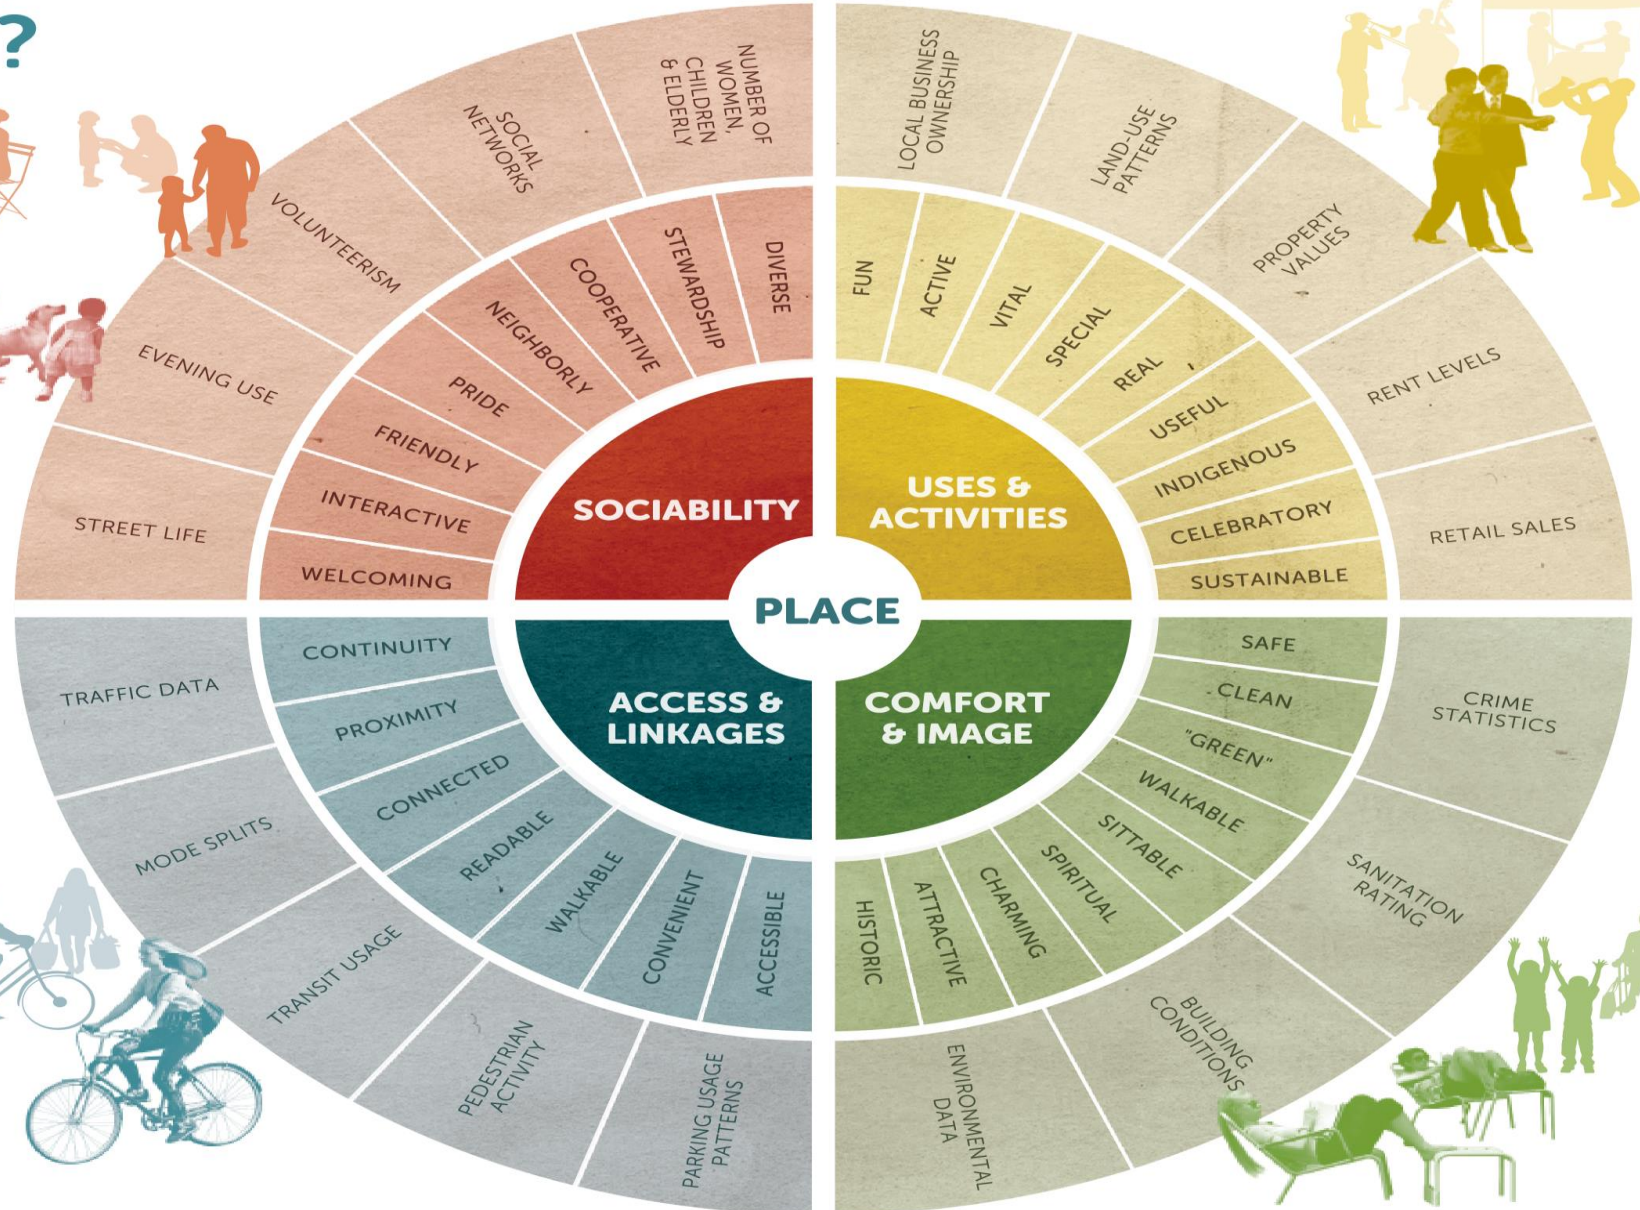 ?
NUMBER OF
WOMEN,
CHILDREN
& ELDERLY
SOCIAL
NETWORKS
VOLUNTEERISM
EVENING USE
STREET LIFE
DIVERSE
STEWARDSHIP
COOPERATIVE
NEIGHBORLY
PRIDE
FRIENDLY
INTERACTIVE
WELCOMING
SOCIABILITY
LOCAL BUSINESS
OWNERSHIP
LAND-USE
PATTERNS
PROPERTY
VALUES
RENT LEVELS
RETAIL SALES
FUN
ACTIVE
VITAL
SPECIAL
REAL
USEFUL
INDIGENOUS
CELEBRATORY
SUSTAINABLE
USES &
ACTIVITIES
PLACE
ACCESS &
LINKAGES
CONTINUITY
PROXIMITY
CONNECTED
READABLE
WALKABLE
CONVENIENT
ACCESSIBLE
TRAFFIC DATA
MODE SPLITS
TRANSIT USAGE
PEDESTRIAN
ACTIVITY
PARKING USAGE
PATTERNS
COMFORT
& IMAGE
SAFE
CLEAN
"GREEN"
WALKABLE
SITTABLE
SPIRITUAL
CHARMING
ATTRACTIVE
HISTORIC
CRIME
STATISTICS
SANITATION
RATING
BUILDING
CONDITIONS
ENVIRONMENTAL
DATA